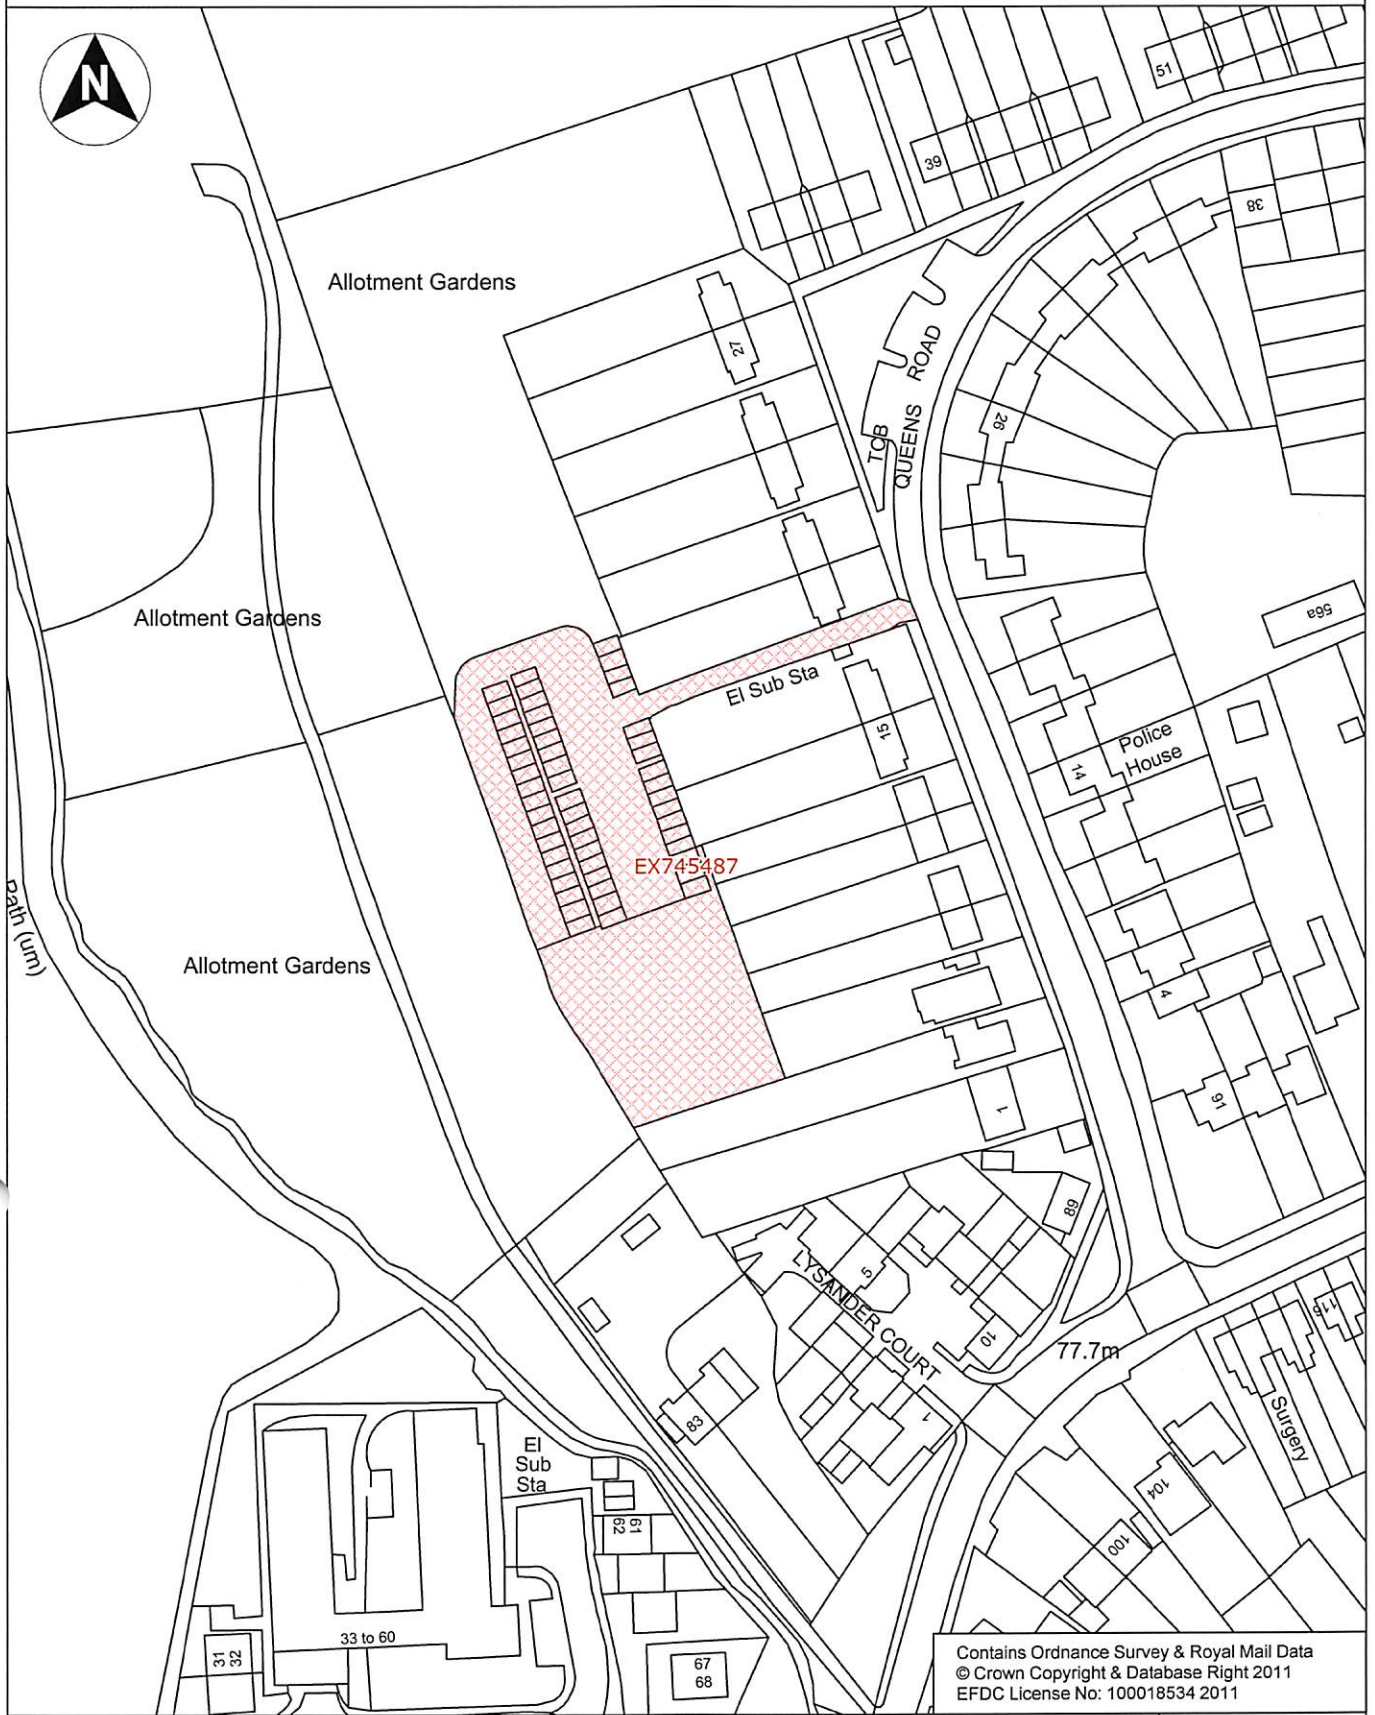 N
51
39
38
Allotment Gardens
27
QUEENS ROAD
TCB
26
Allotment Gardens
56a
El Sub Sta
15
Police
House
14
EX745487
Path (um)
Allotment Gardens
4
91
1
89
5
LYSANDER COURT
10
77.7m
116
83
1
Surgery
El
Sub
Sta
104
61
62
100
33 to 60
31
32
67
68
Contains Ordnance Survey & Royal Mail Data
© Crown Copyright & Database Right 2011
EFDC License No: 100018534 2011